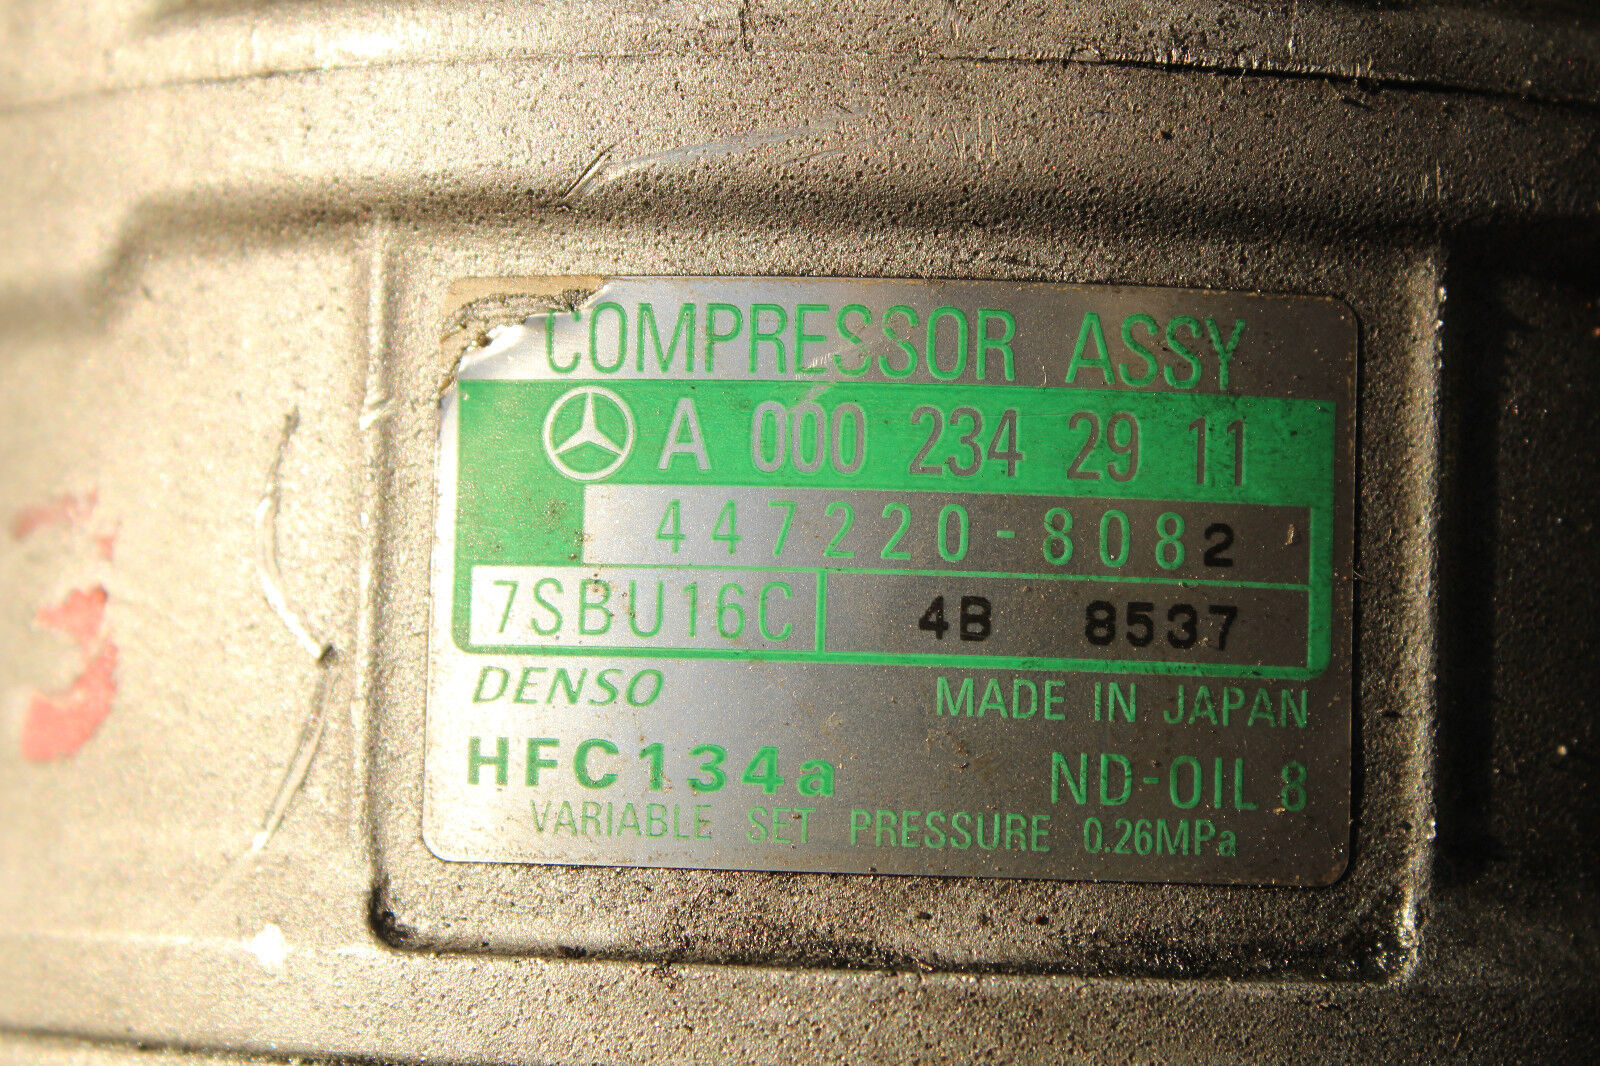 COMPRESSOR ASSY
A 000 234 29 11
447220-8082
7SBU16C 4B 8537
DENSO MADE IN JAPAN
HFC134a ND-OIL 8
VARIABLE SET PRESSURE 0.26MPa